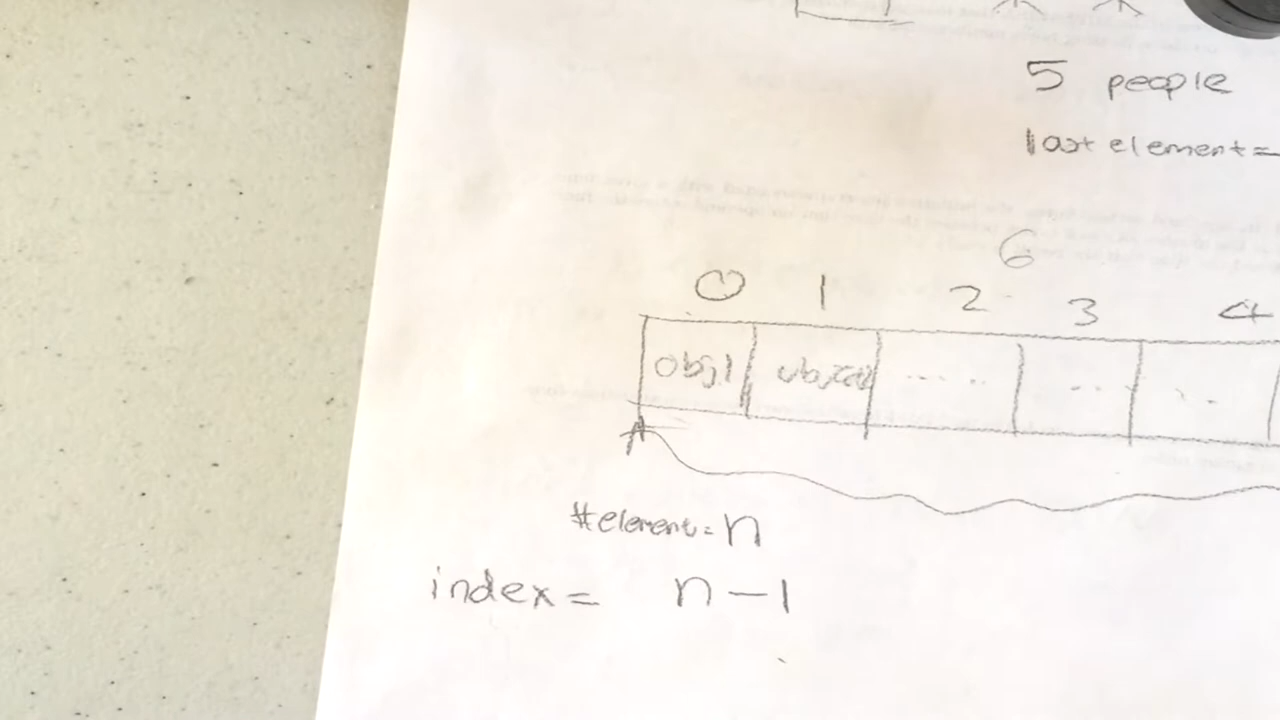 5 people
last element =
6
0 1 2 3 4
obj1 ..... ... ...
#element = n
index = n - 1